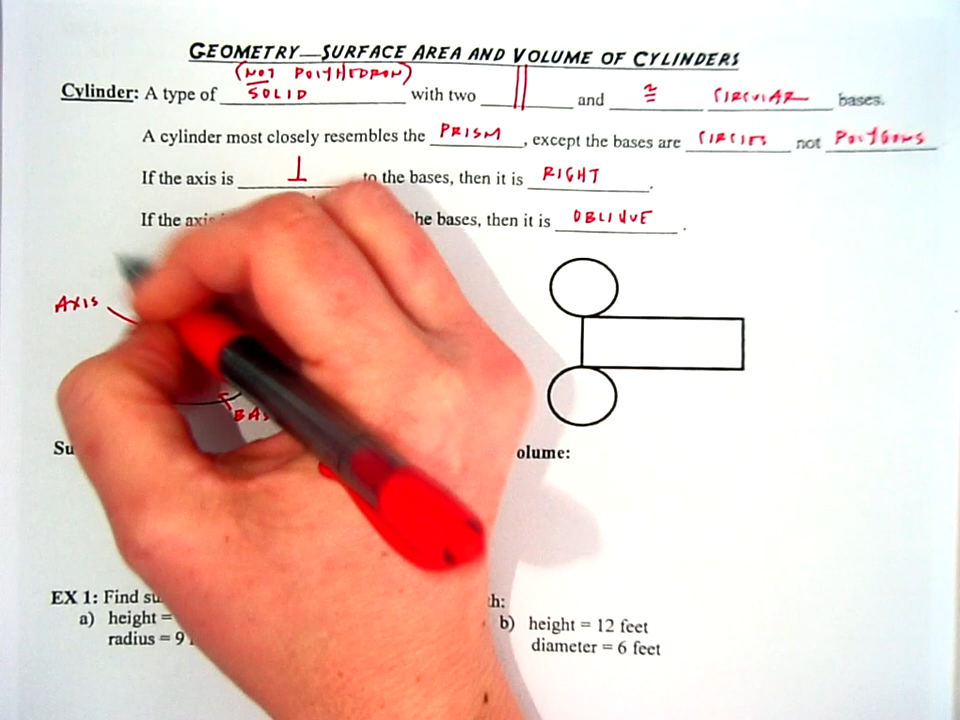 GEOMETRY—SURFACE AREA AND VOLUME OF CYLINDERS
(NOT POLYHEDRON)
Cylinder: A type of SOLID with two || and ≅ CIRCULAR bases.
A cylinder most closely resembles the PRISM, except the bases are CIRCLES not POLYGONS
If the axis is ⊥ to the bases, then it is RIGHT.
If the axis the bases, then it is OBLIQUE.
AXIS
EX 1: Find
a) height = b) height = 12 feet
radius = 9 diameter = 6 feet